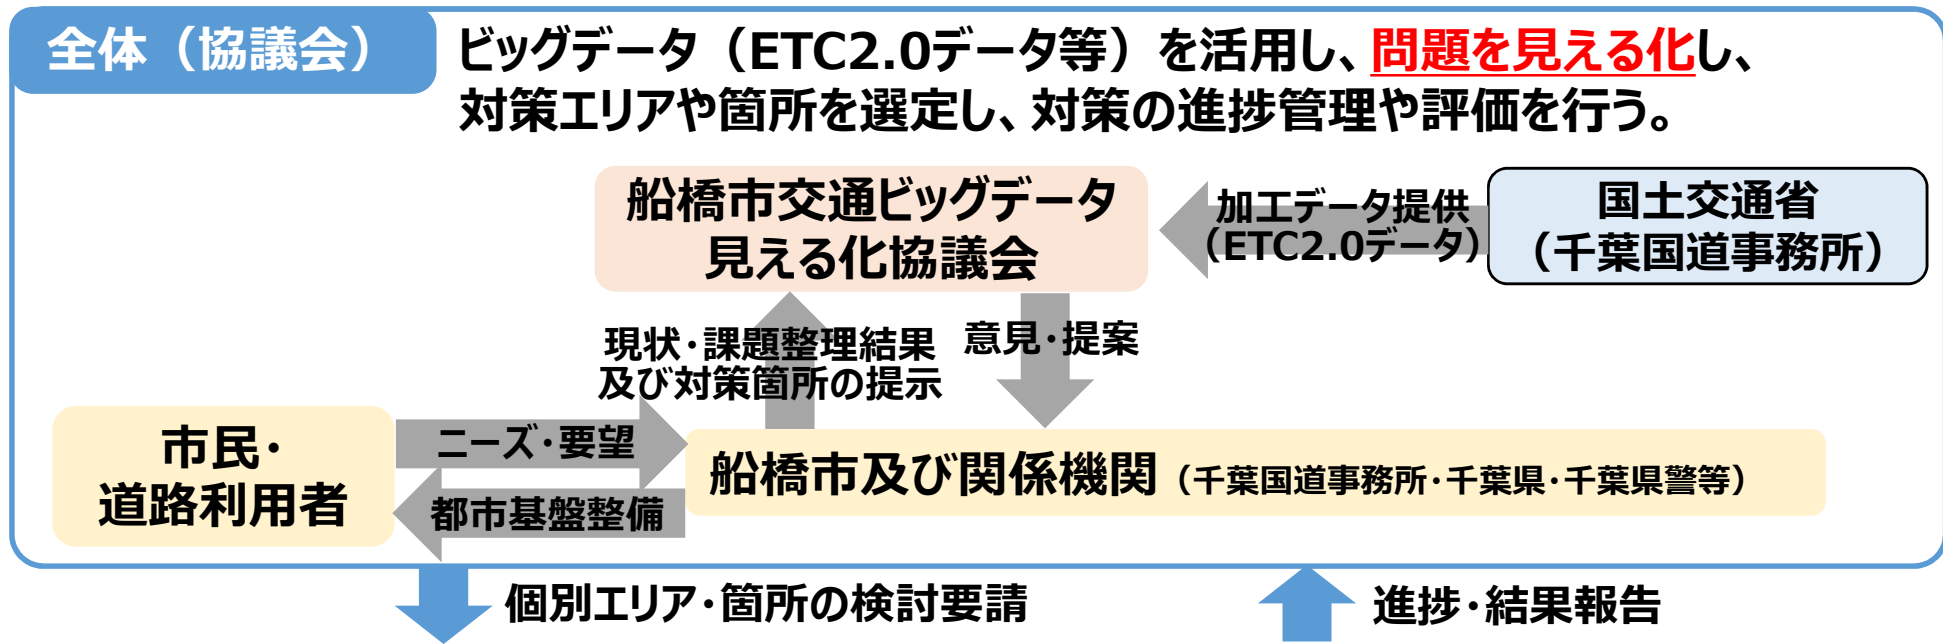 全体（協議会）
ビッグデータ（ETC2.0データ等）を活用し、問題を見える化し、
対策エリアや箇所を選定し、対策の進捗管理や評価を行う。
船橋市交通ビッグデータ
見える化協議会
加工データ提供
（ETC2.0データ）
国土交通省
（千葉国道事務所）
現状・課題整理結果
及び対策箇所の提示
意見・提案
市民・
道路利用者
ニーズ・要望
都市基盤整備
船橋市及び関係機関（千葉国道事務所・千葉県・千葉県警等）
個別エリア・箇所の検討要請
進捗・結果報告